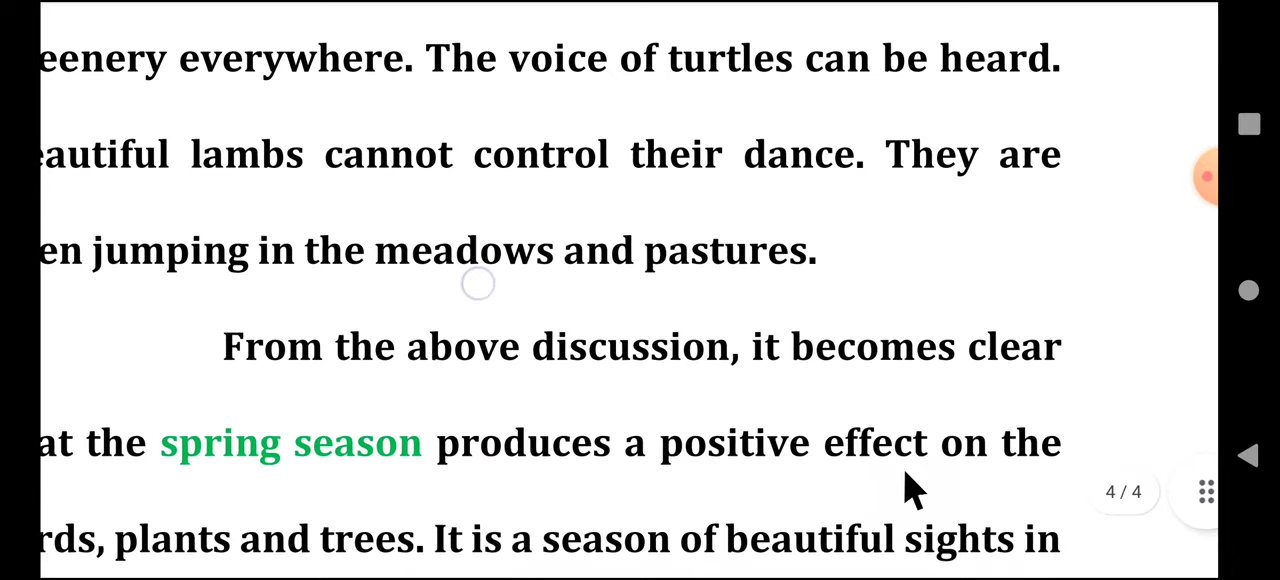 eenery everywhere. The voice of turtles can be heard.
eautiful lambs cannot control their dance. They are
en jumping in the meadows and pastures.
From the above discussion, it becomes clear
at the spring season produces a positive effect on the
rds, plants and trees. It is a season of beautiful sights in
4 / 4